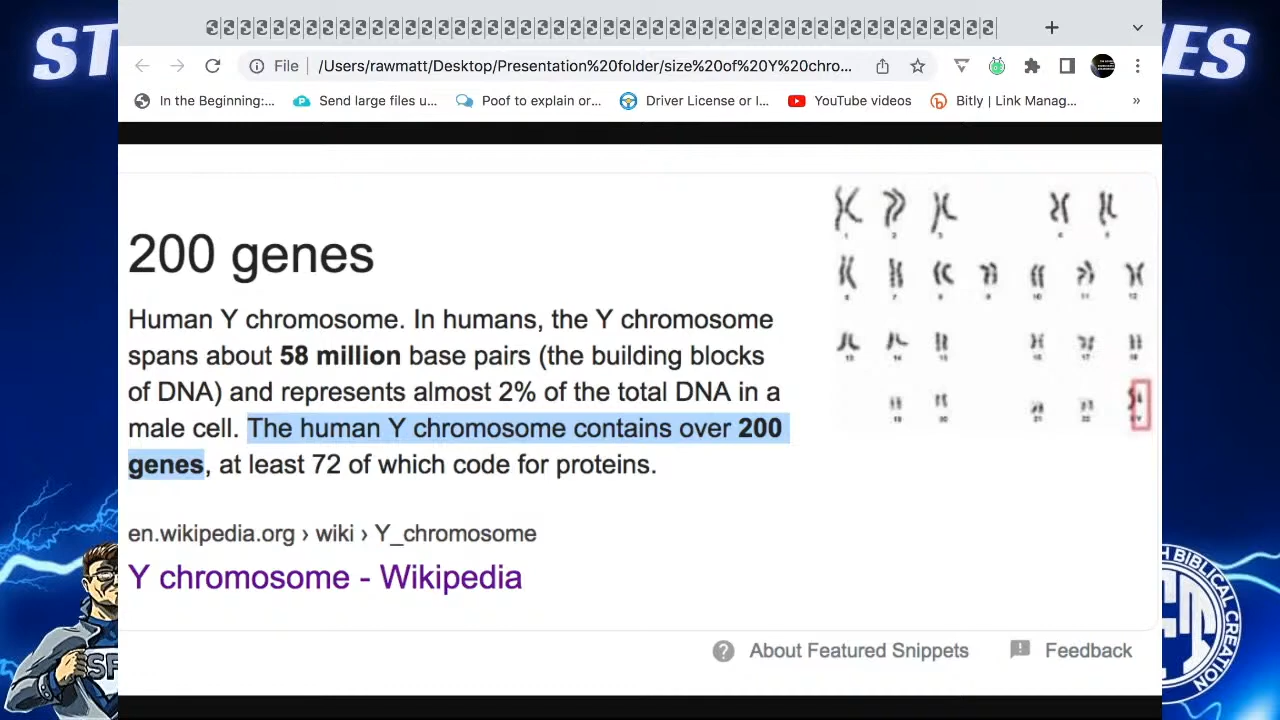 ST
ES
File
/Users/rawmatt/Desktop/Presentation%20folder/size%20of%20Y%20chro...
In the Beginning:...
Send large files u...
Poof to explain or...
Driver License or I...
YouTube videos
Bitly | Link Manag...
»
200 genes
Human Y chromosome. In humans, the Y chromosome
spans about 58 million base pairs (the building blocks
of DNA) and represents almost 2% of the total DNA in a
male cell. The human Y chromosome contains over 200
genes, at least 72 of which code for proteins.
en.wikipedia.org › wiki › Y_chromosome
Y chromosome - Wikipedia
About Featured Snippets
Feedback
SF
BIBLICAL CREATION